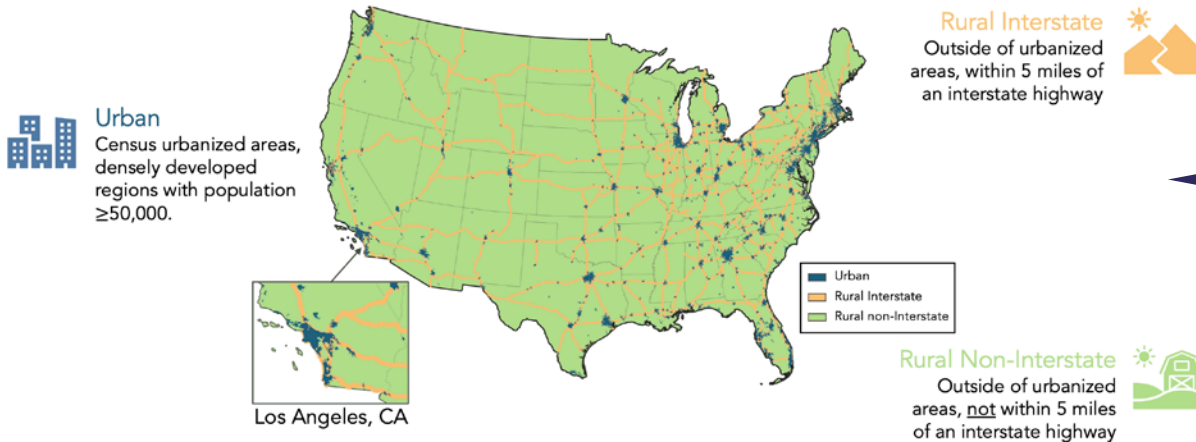 Urban
Census urbanized areas,
densely developed
regions with population
≥50,000.
Rural Interstate
Outside of urbanized
areas, within 5 miles of
an interstate highway
Urban
Rural Interstate
Rural non-Interstate
Los Angeles, CA
Rural Non-Interstate
Outside of urbanized
areas, not within 5 miles
of an interstate highway